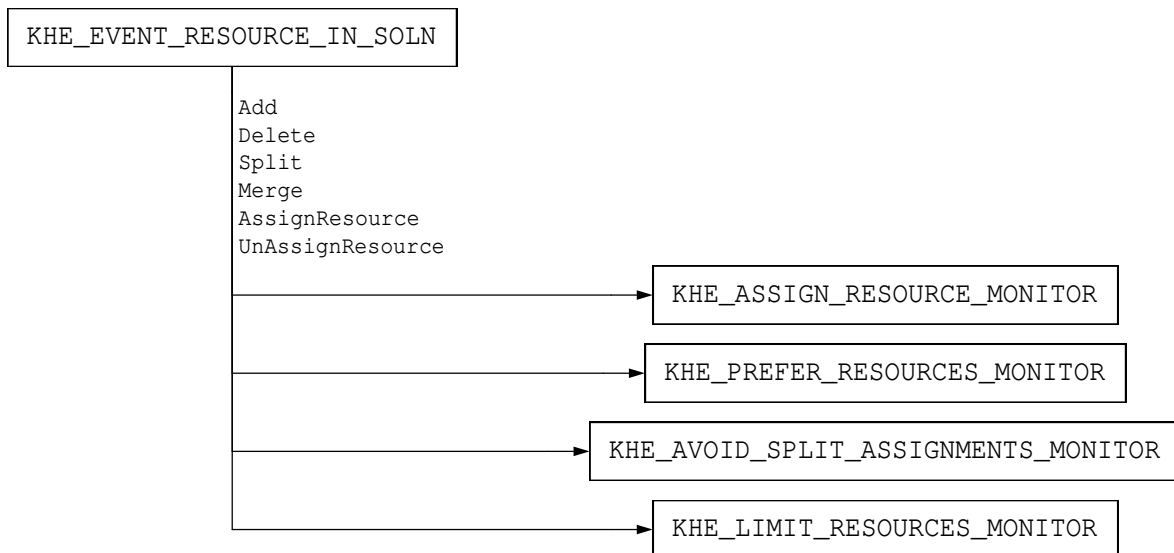 KHE_EVENT_RESOURCE_IN_SOLN
Add
Delete
Split
Merge
AssignResource
UnAssignResource
KHE_ASSIGN_RESOURCE_MONITOR
KHE_PREFER_RESOURCES_MONITOR
KHE_AVOID_SPLIT_ASSIGNMENTS_MONITOR
KHE_LIMIT_RESOURCES_MONITOR